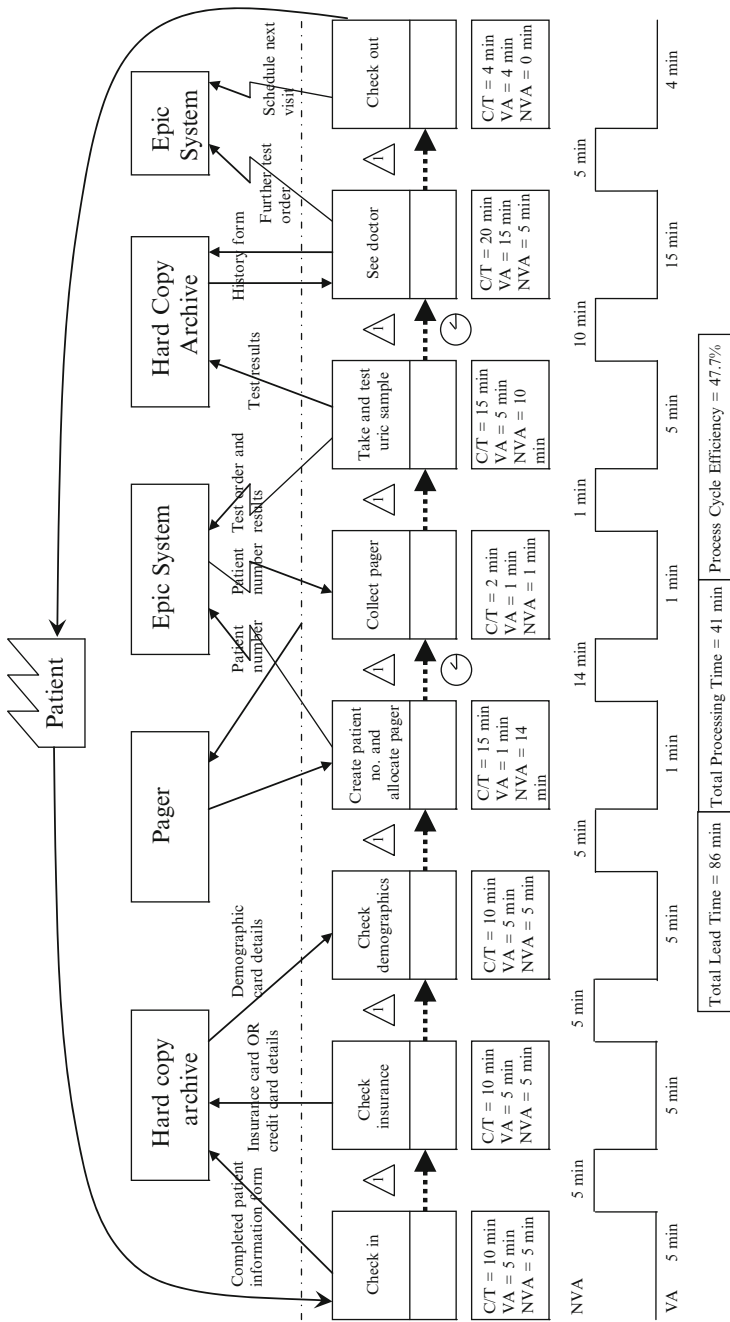 Patient
Hard copy
archive
Pager
Epic System
Hard Copy
Archive
Epic
System
Completed patient
information form
Insurance card OR
credit card details
Demographic
card details
Patient
number
Patient
number
Test order and
results
Test results
History form
Further test
order
Schedule next
visit
Check in
1
Check
insurance
1
Check
demographics
1
Create patient
no. and
allocate pager
1
Collect pager
1
Take and test
uric sample
1
See doctor
1
Check out
C/T = 10 min
VA = 5 min
NVA = 5 min
C/T = 10 min
VA = 5 min
NVA = 5 min
C/T = 10 min
VA = 5 min
NVA = 5 min
C/T = 15 min
VA = 1 min
NVA = 14
min
C/T = 2 min
VA = 1 min
NVA = 1 min
C/T = 15 min
VA = 5 min
NVA = 10
min
C/T = 20 min
VA = 15 min
NVA = 5 min
C/T = 4 min
VA = 4 min
NVA = 0 min
NVA
5 min
5 min
5 min
14 min
1 min
10 min
5 min
VA
5 min
5 min
5 min
1 min
1 min
5 min
15 min
4 min
Total Lead Time = 86 min
Total Processing Time = 41 min
Process Cycle Efficiency = 47.7%